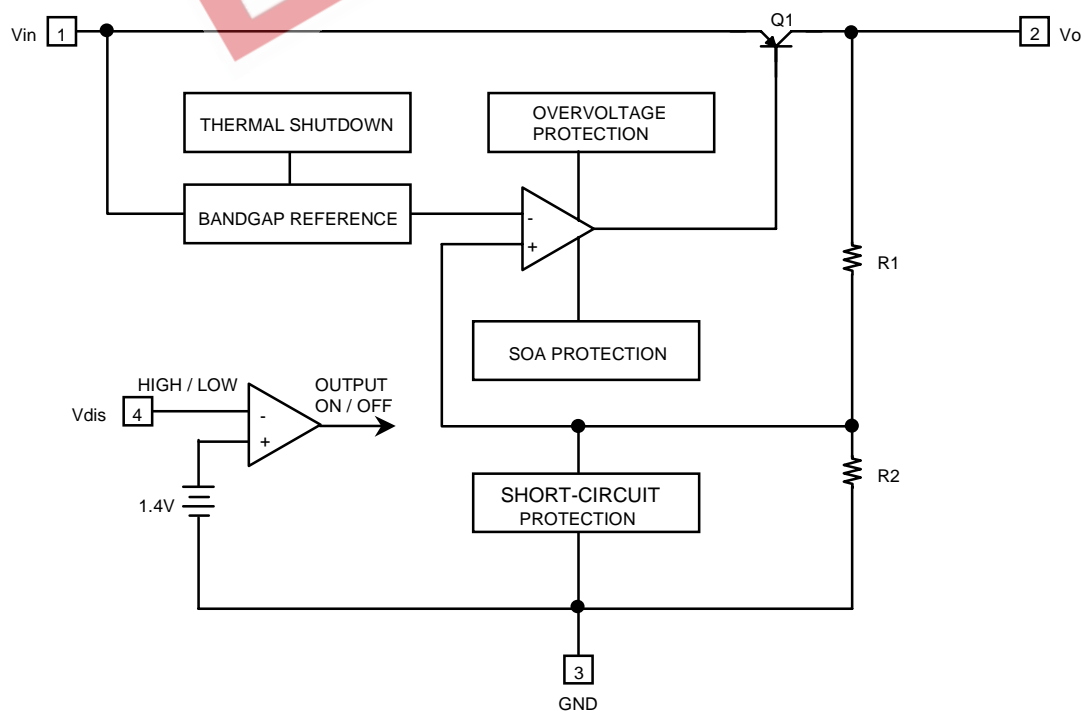 Q1
Vin 1
2 Vo
THERMAL SHUTDOWN
OVERVOLTAGE
PROTECTION
BANDGAP REFERENCE
-
+
R1
SOA PROTECTION
HIGH / LOW
OUTPUT
ON / OFF
Vdis 4
-
+
1.4V
SHORT-CIRCUIT
PROTECTION
R2
3
GND